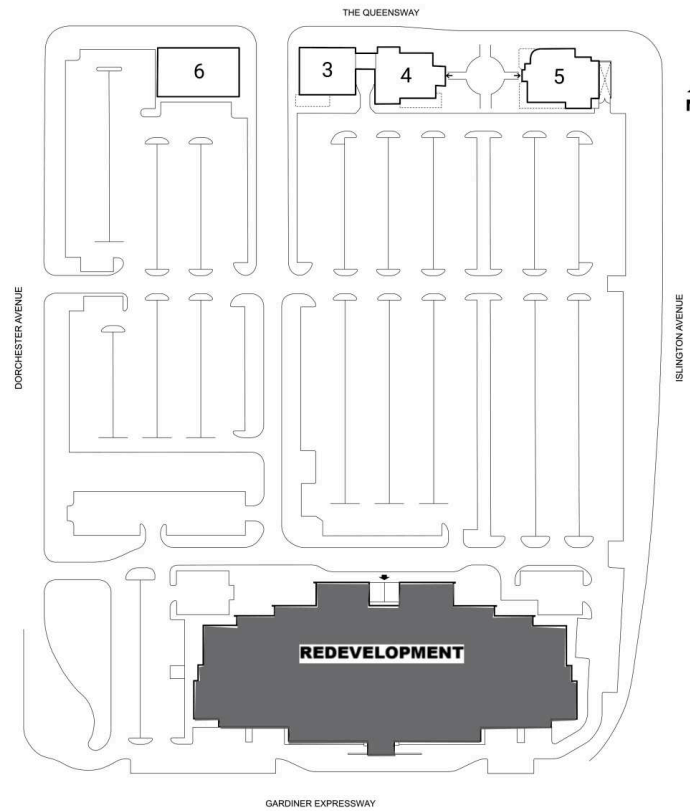 THE QUEENSWAY
6
3
4
5
N
DORCHESTER AVENUE
ISLINGTON AVENUE
REDEVELOPMENT
GARDINER EXPRESSWAY